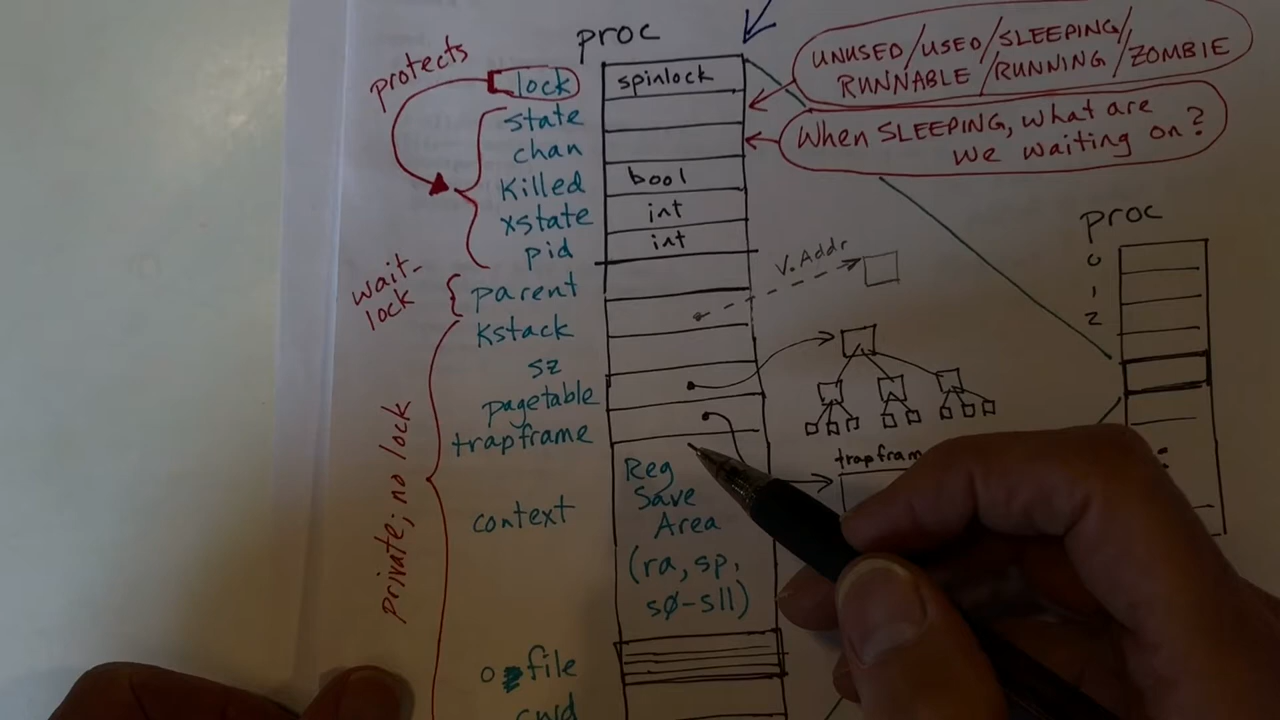 proc
protects
lock
spinlock
UNUSED/USED/SLEEPING/
RUNNABLE/RUNNING/ZOMBIE
state
chan
When SLEEPING, what are
we waiting on?
Killed
bool
xstate
int
pid
int
wait-
lock
parent
V. Addr
Kstack
sz
pagetable
trapframe
private; no lock
context
Reg
Save
Area
(ra, sp,
sø-s11)
file
cwd
proc
0
1
2